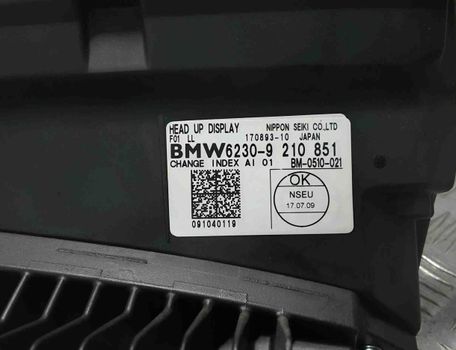 HEAD UP DISPLAY NIPPON SEIKI CO.,LTD
F01 LL 170893-10 JAPAN
BMW 6230-9 210 851
CHANGE INDEX AI 01 BM-0510-021
OK
NSEU
17.07.09
091040119